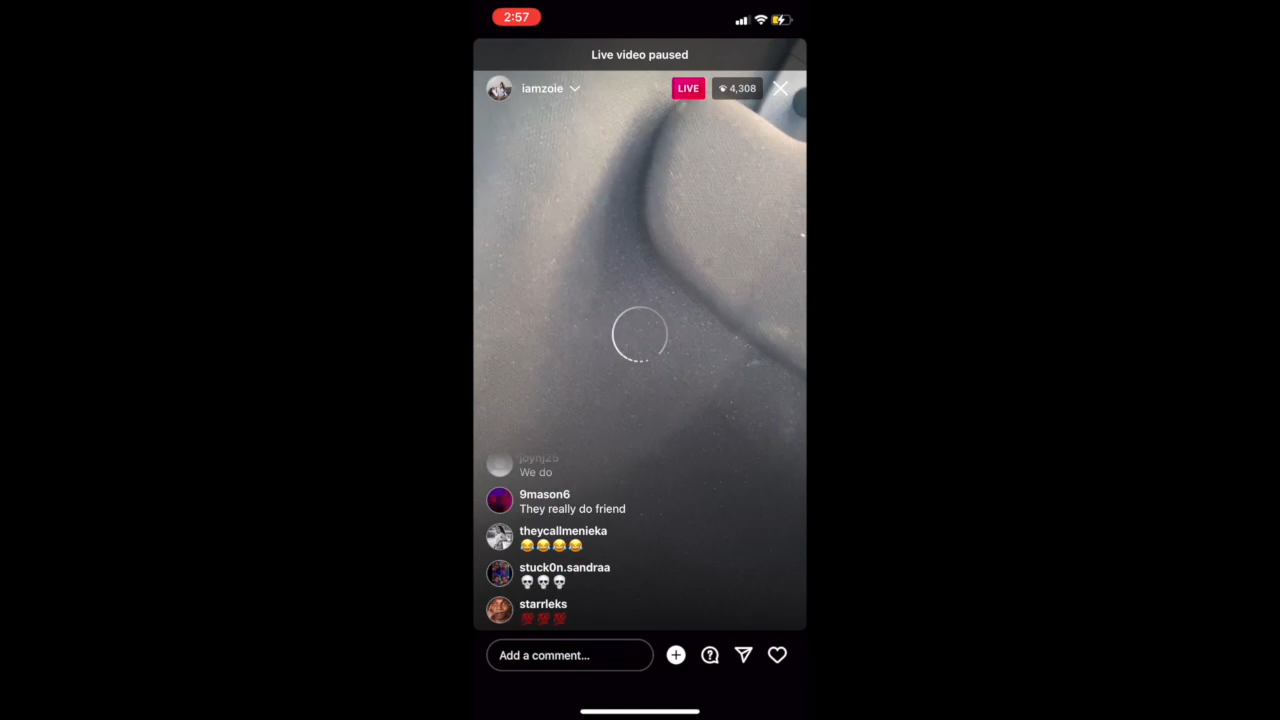 2:57
Live video paused
iamzoie
LIVE
4,308
joynj25
We do
9mason6
They really do friend
theycallmenieka
😂😂😂😂
stuck0n.sandraa
💀💀💀
starrleks
💯💯💯
Add a comment...